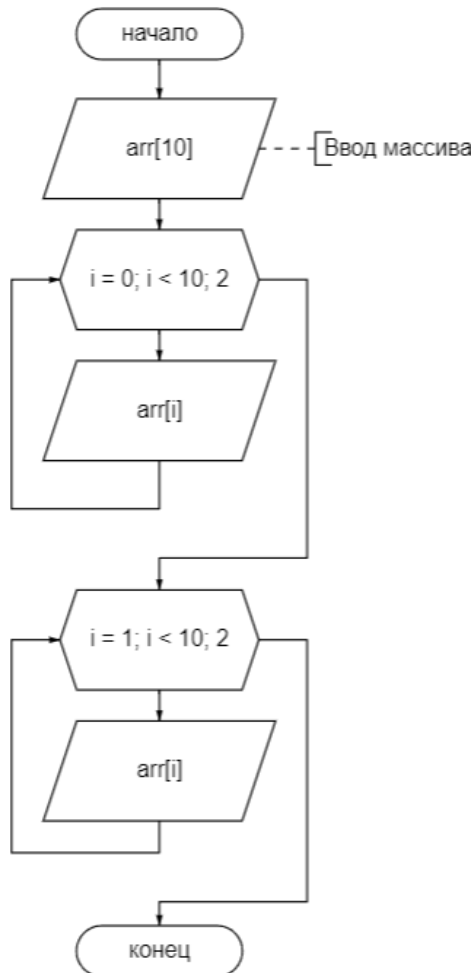 начало
arr[10]
Ввод массива
i = 0; i < 10; 2
arr[i]
i = 1; i < 10; 2
arr[i]
конец